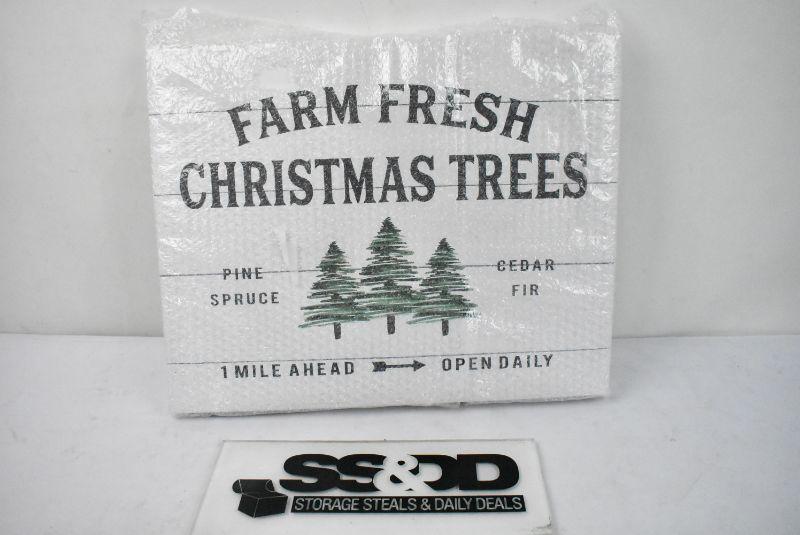 FARM FRESH
CHRISTMAS TREES
PINE CEDAR
SPRUCE FIR
1 MILE AHEAD OPEN DAILY
SS&DD
STORAGE STEALS & DAILY DEALS